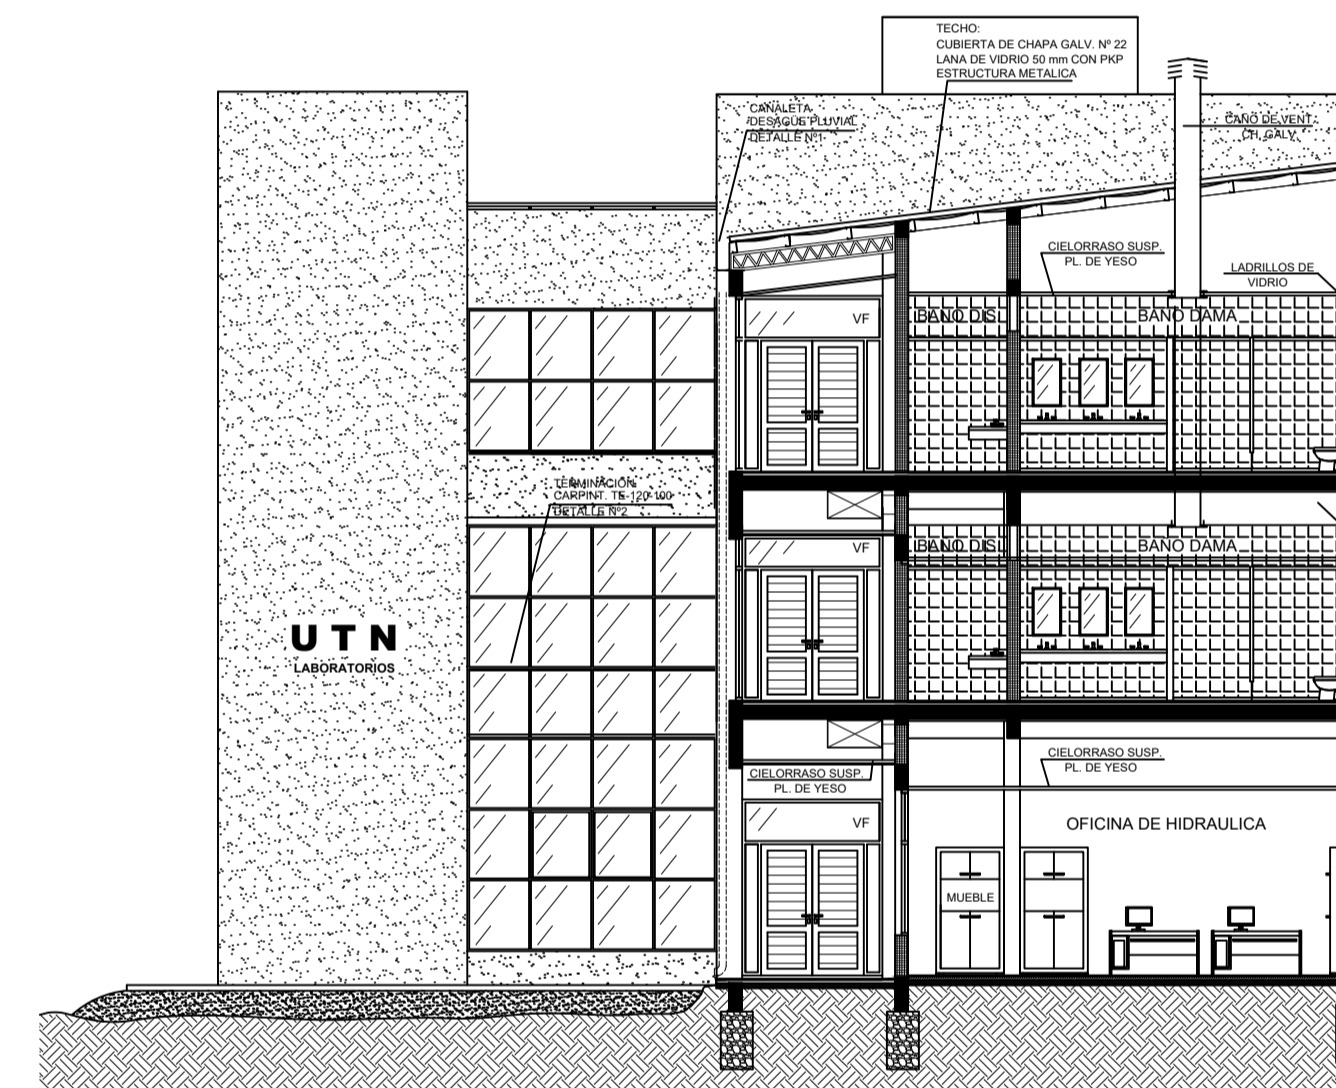 TECHO:
CUBIERTA DE CHAPA GALV. Nº 22
LANA DE VIDRIO 50 mm CON PKP
ESTRUCTURA METALICA
CANALETA
DESAGÜE PLUVIAL
DETALLE Nº1
CAÑO DE VENT.
CH. GALV.
CIELORRASO SUSP.
PL. DE YESO
LADRILLOS DE
VIDRIO
VF
BAÑO DIS.
BAÑO DAMA
TERMINACIÓN
CARPINT. TE-120-100
DETALLE Nº2
VF
BAÑO DIS.
BAÑO DAMA
UTN
LABORATORIOS
CIELORRASO SUSP.
PL. DE YESO
CIELORRASO SUSP.
PL. DE YESO
VF
OFICINA DE HIDRAULICA
MUEBLE